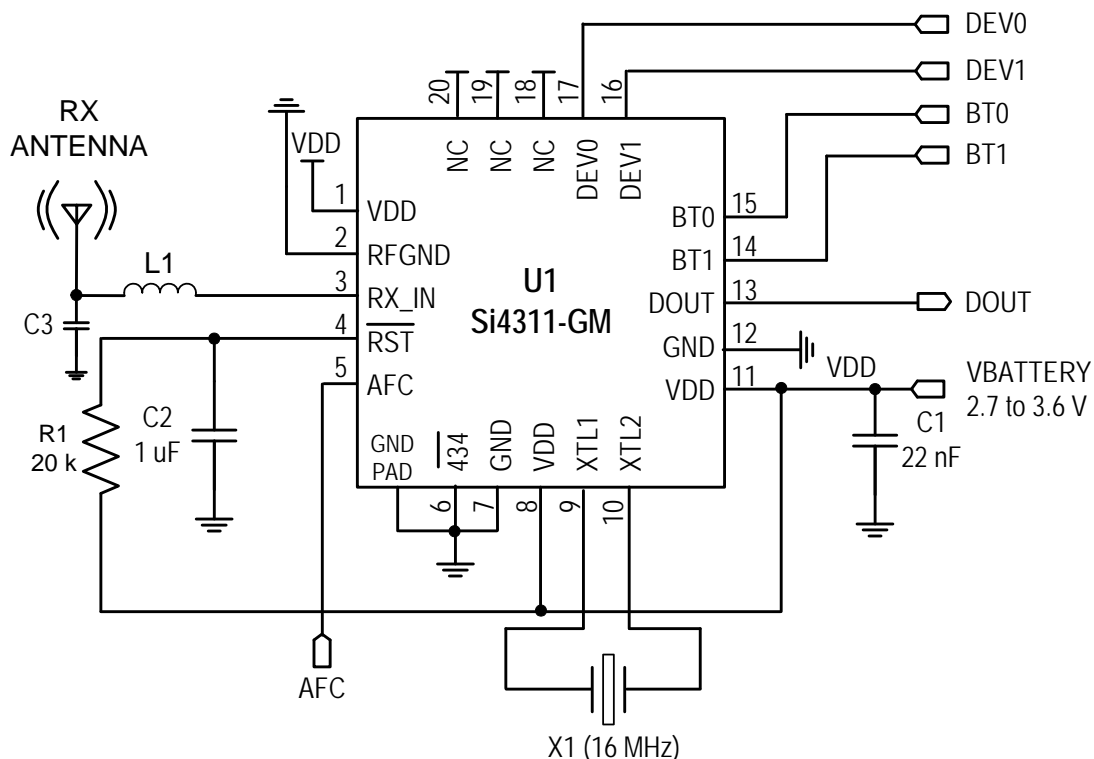 DEV0
DEV1
BT0
BT1
RX
ANTENNA
VDD
20
19
18
17
16
NC
NC
NC
DEV0
DEV1
1
VDD
2
RFGND
3
RX_IN
4
RST
5
AFC
L1
C3
U1
Si4311-GM
15
BT0
14
BT1
13
DOUT
DOUT
12
GND
11
VDD
VDD
VBATTERY
2.7 to 3.6 V
C1
22 nF
R1
20 k
C2
1 uF
GND
PAD
434
GND
VDD
XTL1
XTL2
6
7
8
9
10
AFC
X1 (16 MHz)